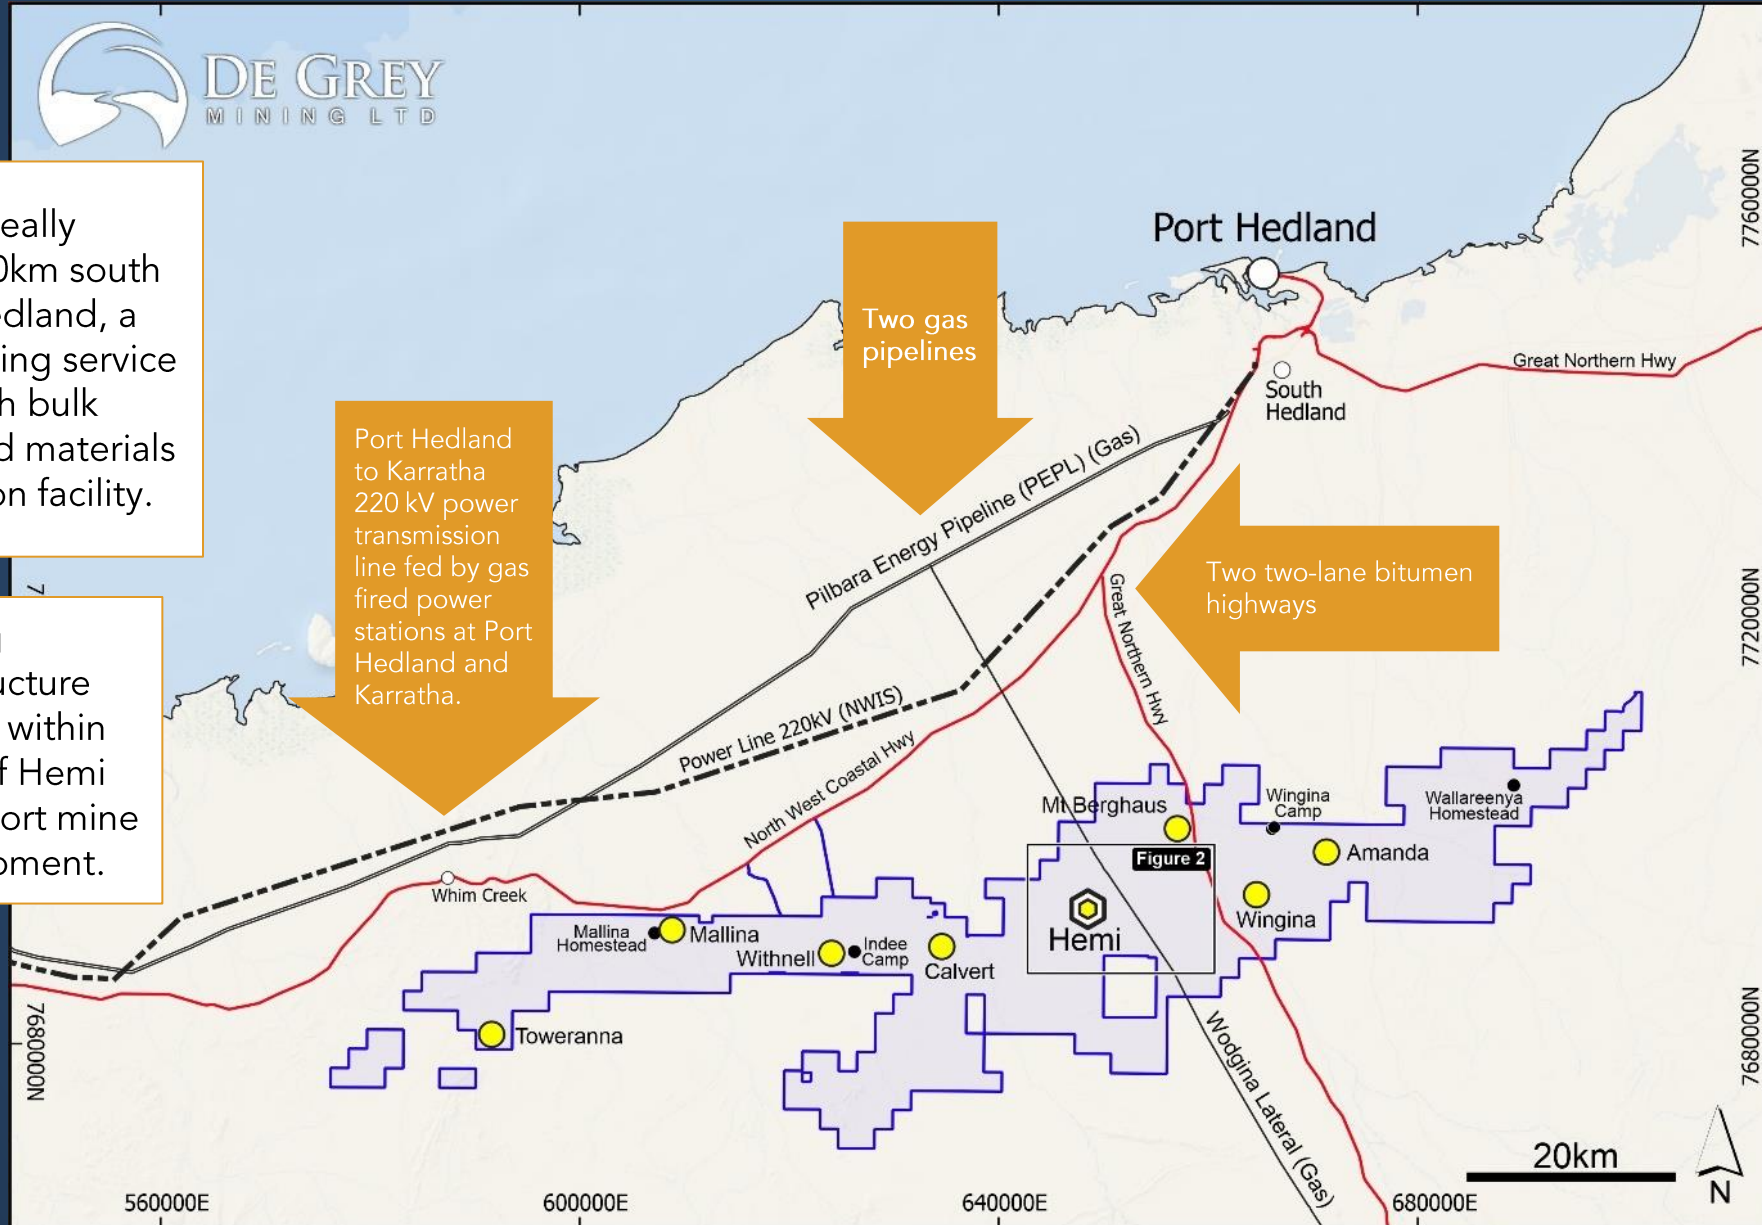 DE GREY
MINING LTD
eally
0km south
edland, a
ing service
h bulk
d materials
on facility.
ucture
within
f Hemi
ort mine
oment.
Port Hedland
to Karratha
220 kV power
transmission
line fed by gas
fired power
stations at Port
Hedland and
Karratha.
Two gas
pipelines
Two two-lane bitumen
highways
Port Hedland
South
Hedland
Great Northern Hwy
Pilbara Energy Pipeline (PEPL) (Gas)
Great Northern Hwy
Power Line 220kV (NWIS)
North West Coastal Hwy
Whim Creek
Mt Berghaus
Wingina
Camp
Wallareenya
Homestead
Figure 2
Amanda
Wingina
Hemi
Mallina
Homestead
Mallina
Withnell
Indee
Camp
Calvert
Toweranna
Wodgina Lateral (Gas)
20km
N
560000E
600000E
640000E
680000E
7760000N
7720000N
7680000N
7680000N